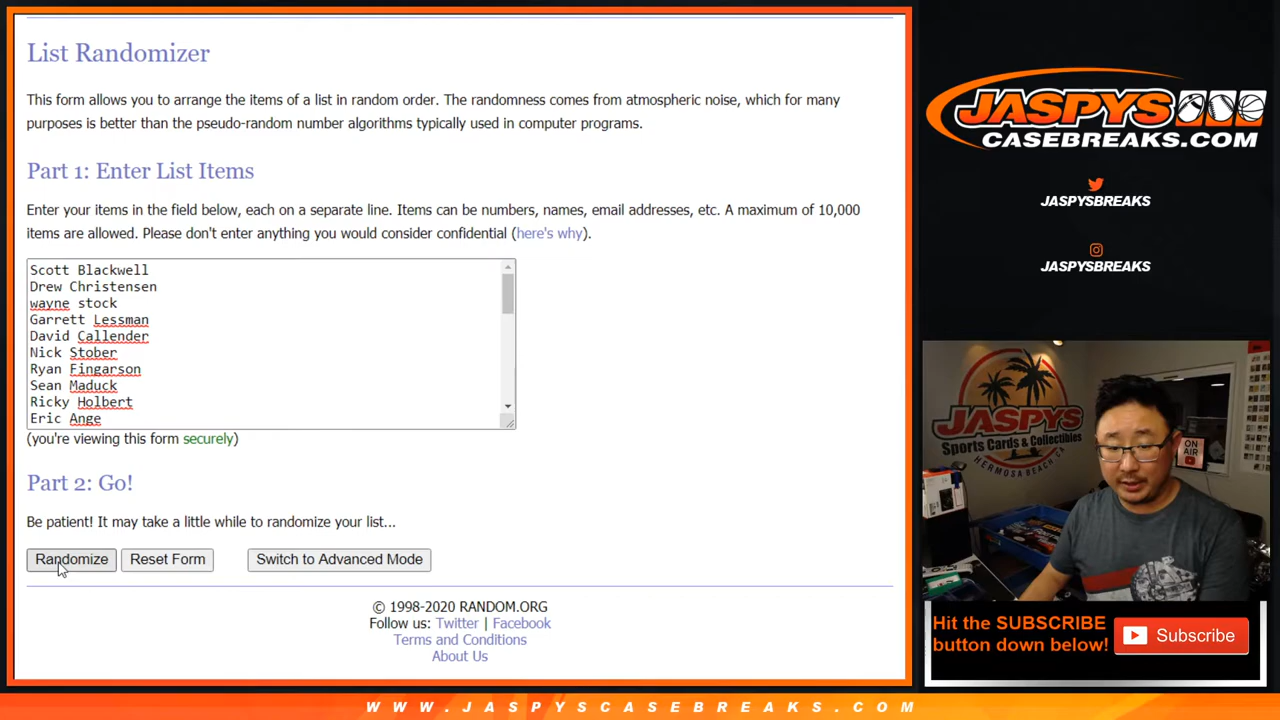 List Randomizer
This form allows you to arrange the items of a list in random order. The randomness comes from atmospheric noise, which for many
purposes is better than the pseudo-random number algorithms typically used in computer programs.
Part 1: Enter List Items
Enter your items in the field below, each on a separate line. Items can be numbers, names, email addresses, etc. A maximum of 10,000
items are allowed. Please don't enter anything you would consider confidential (here's why).
Scott Blackwell
Drew Christensen
wayne stock
Garrett Lessman
David Callender
Nick Stober
Ryan Fingarson
Sean Maduck
Ricky Holbert
Eric Ange
(you're viewing this form securely)
Part 2: Go!
Be patient! It may take a little while to randomize your list...
Randomize Reset Form Switch to Advanced Mode
© 1998-2020 RANDOM.ORG
Follow us: Twitter | Facebook
Terms and Conditions
About Us
JASPYS
CASEBREAKS.COM
JASPYSBREAKS
JASPYSBREAKS
JASPYS
Sports Cards & Collectibles
HERMOSA BEACH CA
ON AIR
Hit the SUBSCRIBE
button down below!
Subscribe
WWW.JASPYSCASEBREAKS.COM